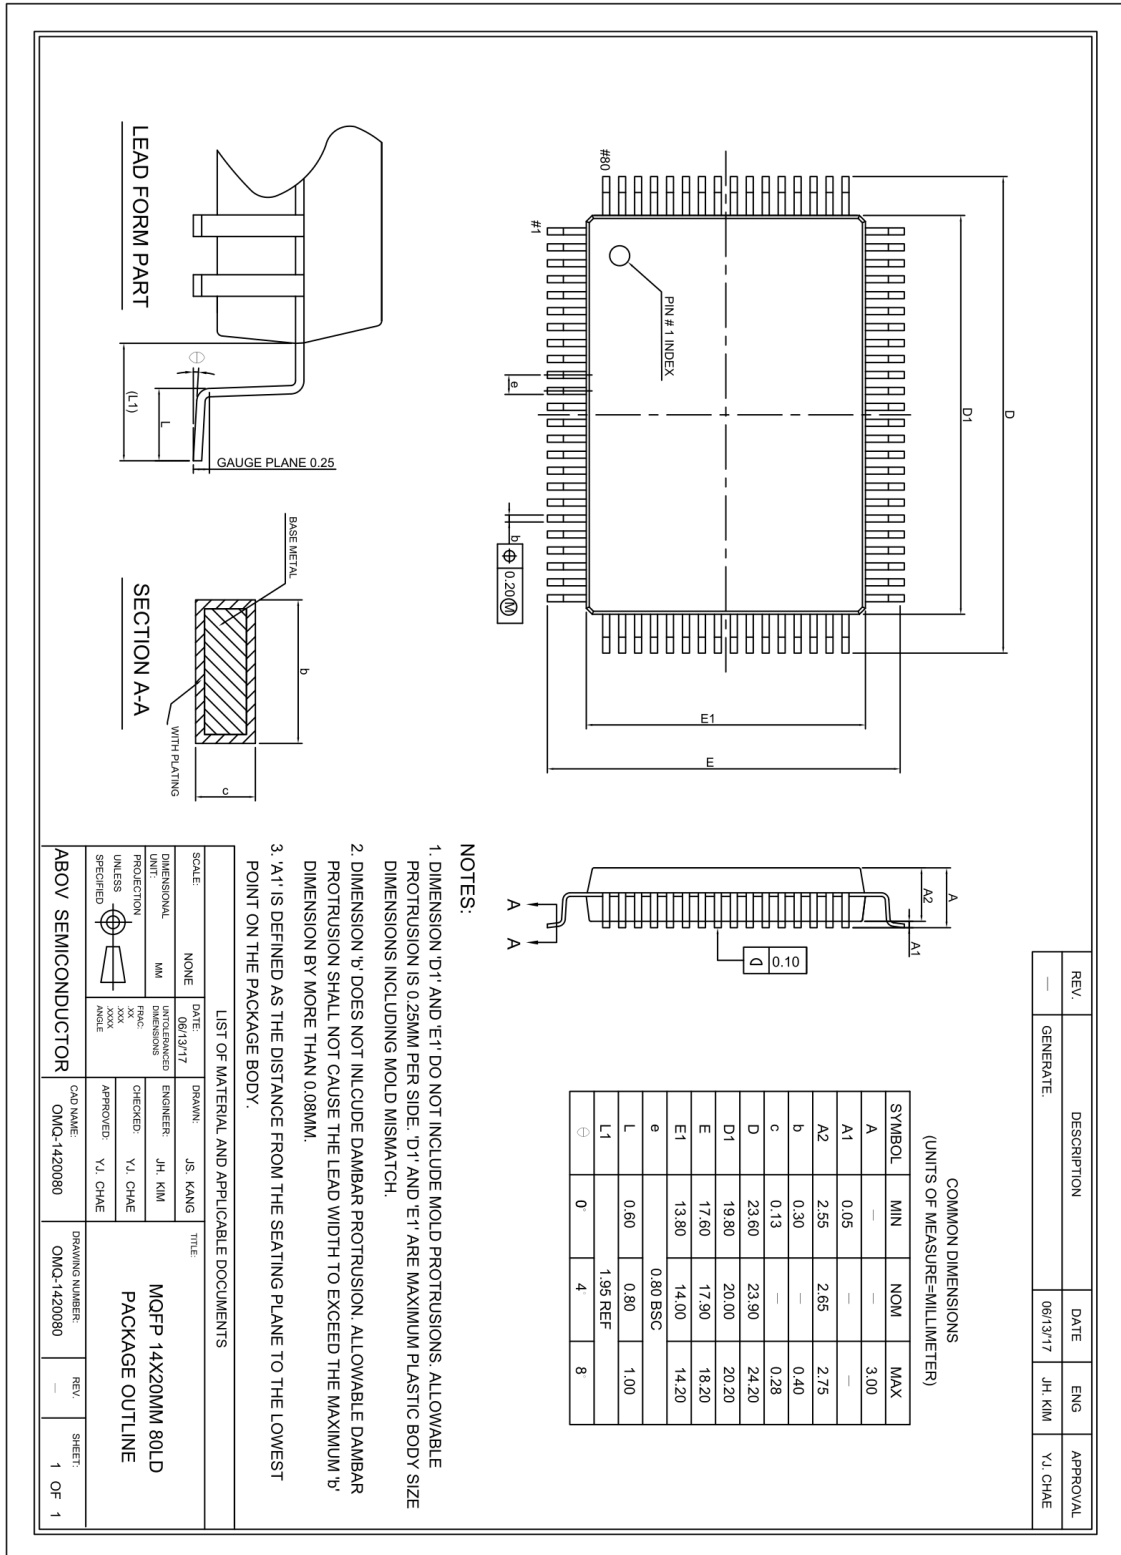 REV. DESCRIPTION DATE ENG APPROVAL
— GENERATE. 06/13/'17 JH. KIM YJ. CHAE
D
D1
#80
#1
PIN # 1 INDEX
e
b
0.20Ⓜ
E1
E
A
A2
A1
0.10
A
A
COMMON DIMENSIONS
(UNITS OF MEASURE=MILLIMETER)
SYMBOL MIN NOM MAX
A — — 3.00
A1 0.05 — —
A2 2.55 2.65 2.75
b 0.30 0.40
c 0.13 — 0.28
D 23.60 23.90 24.20
D1 19.80 20.00 20.20
E 17.60 17.90 18.20
E1 13.80 14.00 14.20
e 0.80 BSC
L 0.60 0.80 1.00
L1 1.95 REF
⊖ 0° 4° 8°
LEAD FORM PART
⊖
(L1)
L
GAUGE PLANE 0.25
BASE METAL
SECTION A-A
b
WITH PLATING
c
NOTES:
1. DIMENSION 'D1' AND 'E1' DO NOT INCLUDE MOLD PROTRUSIONS. ALLOWABLE
PROTRUSION IS 0.25MM PER SIDE. 'D1' AND 'E1' ARE MAXIMUM PLASTIC BODY SIZE
DIMENSIONS INCLUDING MOLD MISMATCH.
2. DIMENSION 'b' DOES NOT INLCUDE DAMBAR PROTRUSION. ALLOWABLE DAMBAR
PROTRUSION SHALL NOT CAUSE THE LEAD WIDTH TO EXCEED THE MAXIMUM 'b'
DIMENSION BY MORE THAN 0.08MM.
3. 'A1' IS DEFINED AS THE DISTANCE FROM THE SEATING PLANE TO THE LOWEST
POINT ON THE PACKAGE BODY.
LIST OF MATERIAL AND APPLICABLE DOCUMENTS
SCALE: NONE
DATE: 06/13/'17
DRAWN: JS. KANG
DIMENSIONAL
UNIT: MM
UNTOLERANCED
DIMENSIONS
ENGINEER: JH. KIM
PROJECTION
UNLESS
SPECIFIED
FRAC:
.XX
.XXX
.XXXX
ANGLE
CHECKED: YJ. CHAE
APPROVED: YJ. CHAE
TITLE:
MQFP 14X20MM 80LD
PACKAGE OUTLINE
ABOV SEMICONDUCTOR
CAD NAME:
OMQ-1420080
DRAWING NUMBER:
OMQ-1420080
REV.
—
SHEET:
1 OF 1